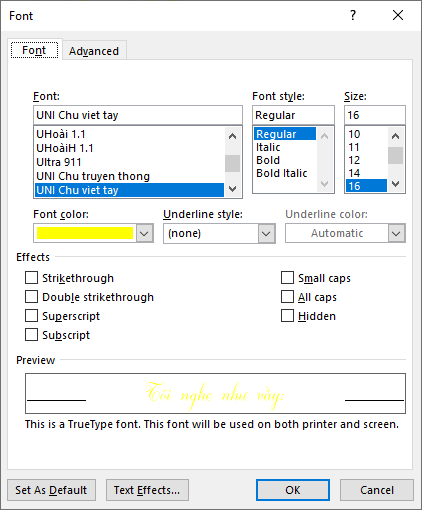 Font
? ×
Font Advanced
Font: Font style: Size:
UNI Chu viet tay Regular 16
UHoài 1.1 Regular 10
UHoàiH 1.1 Italic 11
Ultra 911 Bold 12
UNI Chu truyen thong Bold Italic 14
UNI Chu viet tay 16
Font color: Underline style: Underline color:
(none) Automatic
Effects
Strikethrough Small caps
Double strikethrough All caps
Superscript Hidden
Subscript
Preview
Tôi nghe như vầy:
This is a TrueType font. This font will be used on both printer and screen.
Set As Default Text Effects... OK Cancel